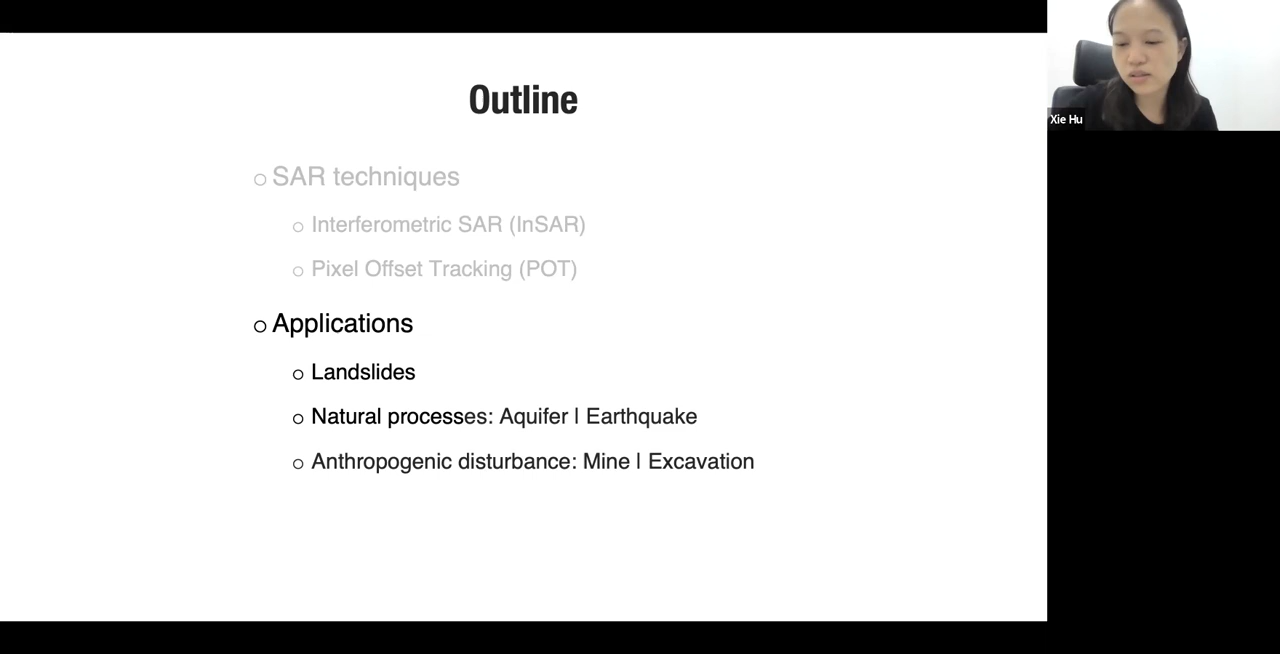 Outline
SAR techniques
Interferometric SAR (InSAR)
Pixel Offset Tracking (POT)
Applications
Landslides
Natural processes: Aquifer | Earthquake
Anthropogenic disturbance: Mine | Excavation
Xie Hu